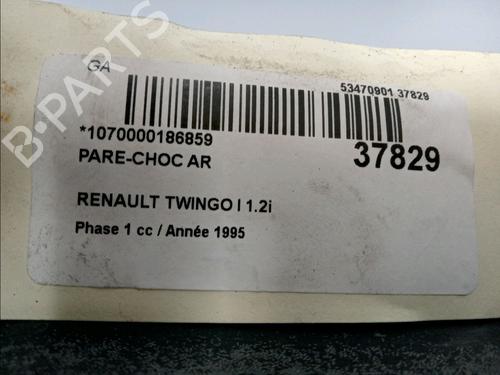 GA
53470901 37829
*1070000186859
37829
PARE-CHOC AR
RENAULT TWINGO I 1.2i
Phase 1 cc / Année 1995
B-PARTS